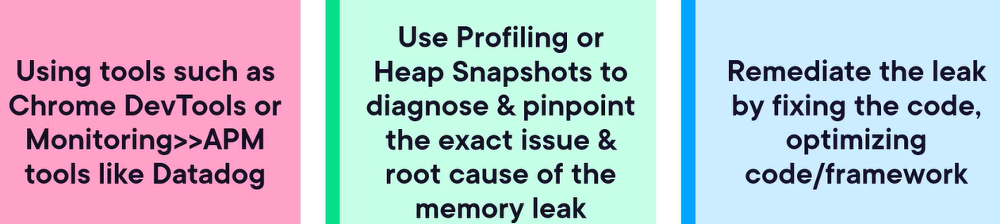 Using tools such as
Chrome DevTools or
Monitoring>>APM
tools like Datadog
Use Profiling or
Heap Snapshots to
diagnose & pinpoint
the exact issue &
root cause of the
memory leak
Remediate the leak
by fixing the code,
optimizing
code/framework